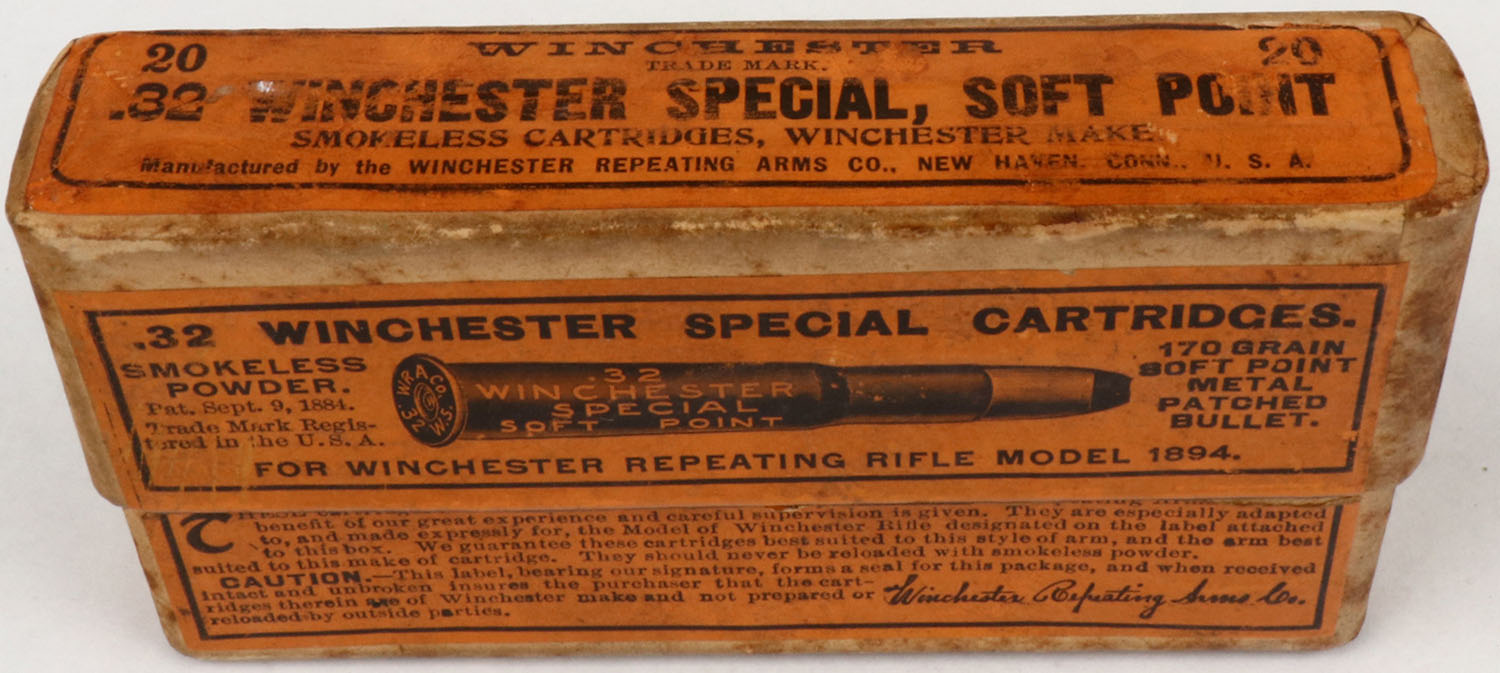 20 WINCHESTER 20
TRADE MARK.
.32 WINCHESTER SPECIAL, SOFT POINT
SMOKELESS CARTRIDGES, WINCHESTER MAKE
Manufactured by the WINCHESTER REPEATING ARMS CO., NEW HAVEN, CONN., U. S. A.
.32 WINCHESTER SPECIAL CARTRIDGES.
SMOKELESS
POWDER.
Pat. Sept. 9, 1884.
Trade Mark Regis-
tered in the U. S. A.
W.R.A. CO.
32 W.S.
.32
WINCHESTER
SPECIAL
SOFT POINT
170 GRAIN
SOFT POINT
METAL
PATCHED
BULLET.
FOR WINCHESTER REPEATING RIFLE MODEL 1894.
benefit of our great experience and careful supervision is given. They are especially adapted
to, and made expressly for, the Model of Winchester Rifle designated on the label attached
to this box. We guarantee these cartridges best suited to this style of arm, and the arm best
suited to this make of cartridge. They should never be reloaded with smokeless powder.
CAUTION.—This label, bearing our signature, forms a seal for this package, and when received
intact and unbroken insures the purchaser that the cart-
ridges therein are of Winchester make and not prepared or
reloaded by outside parties.
Winchester Repeating Arms Co.